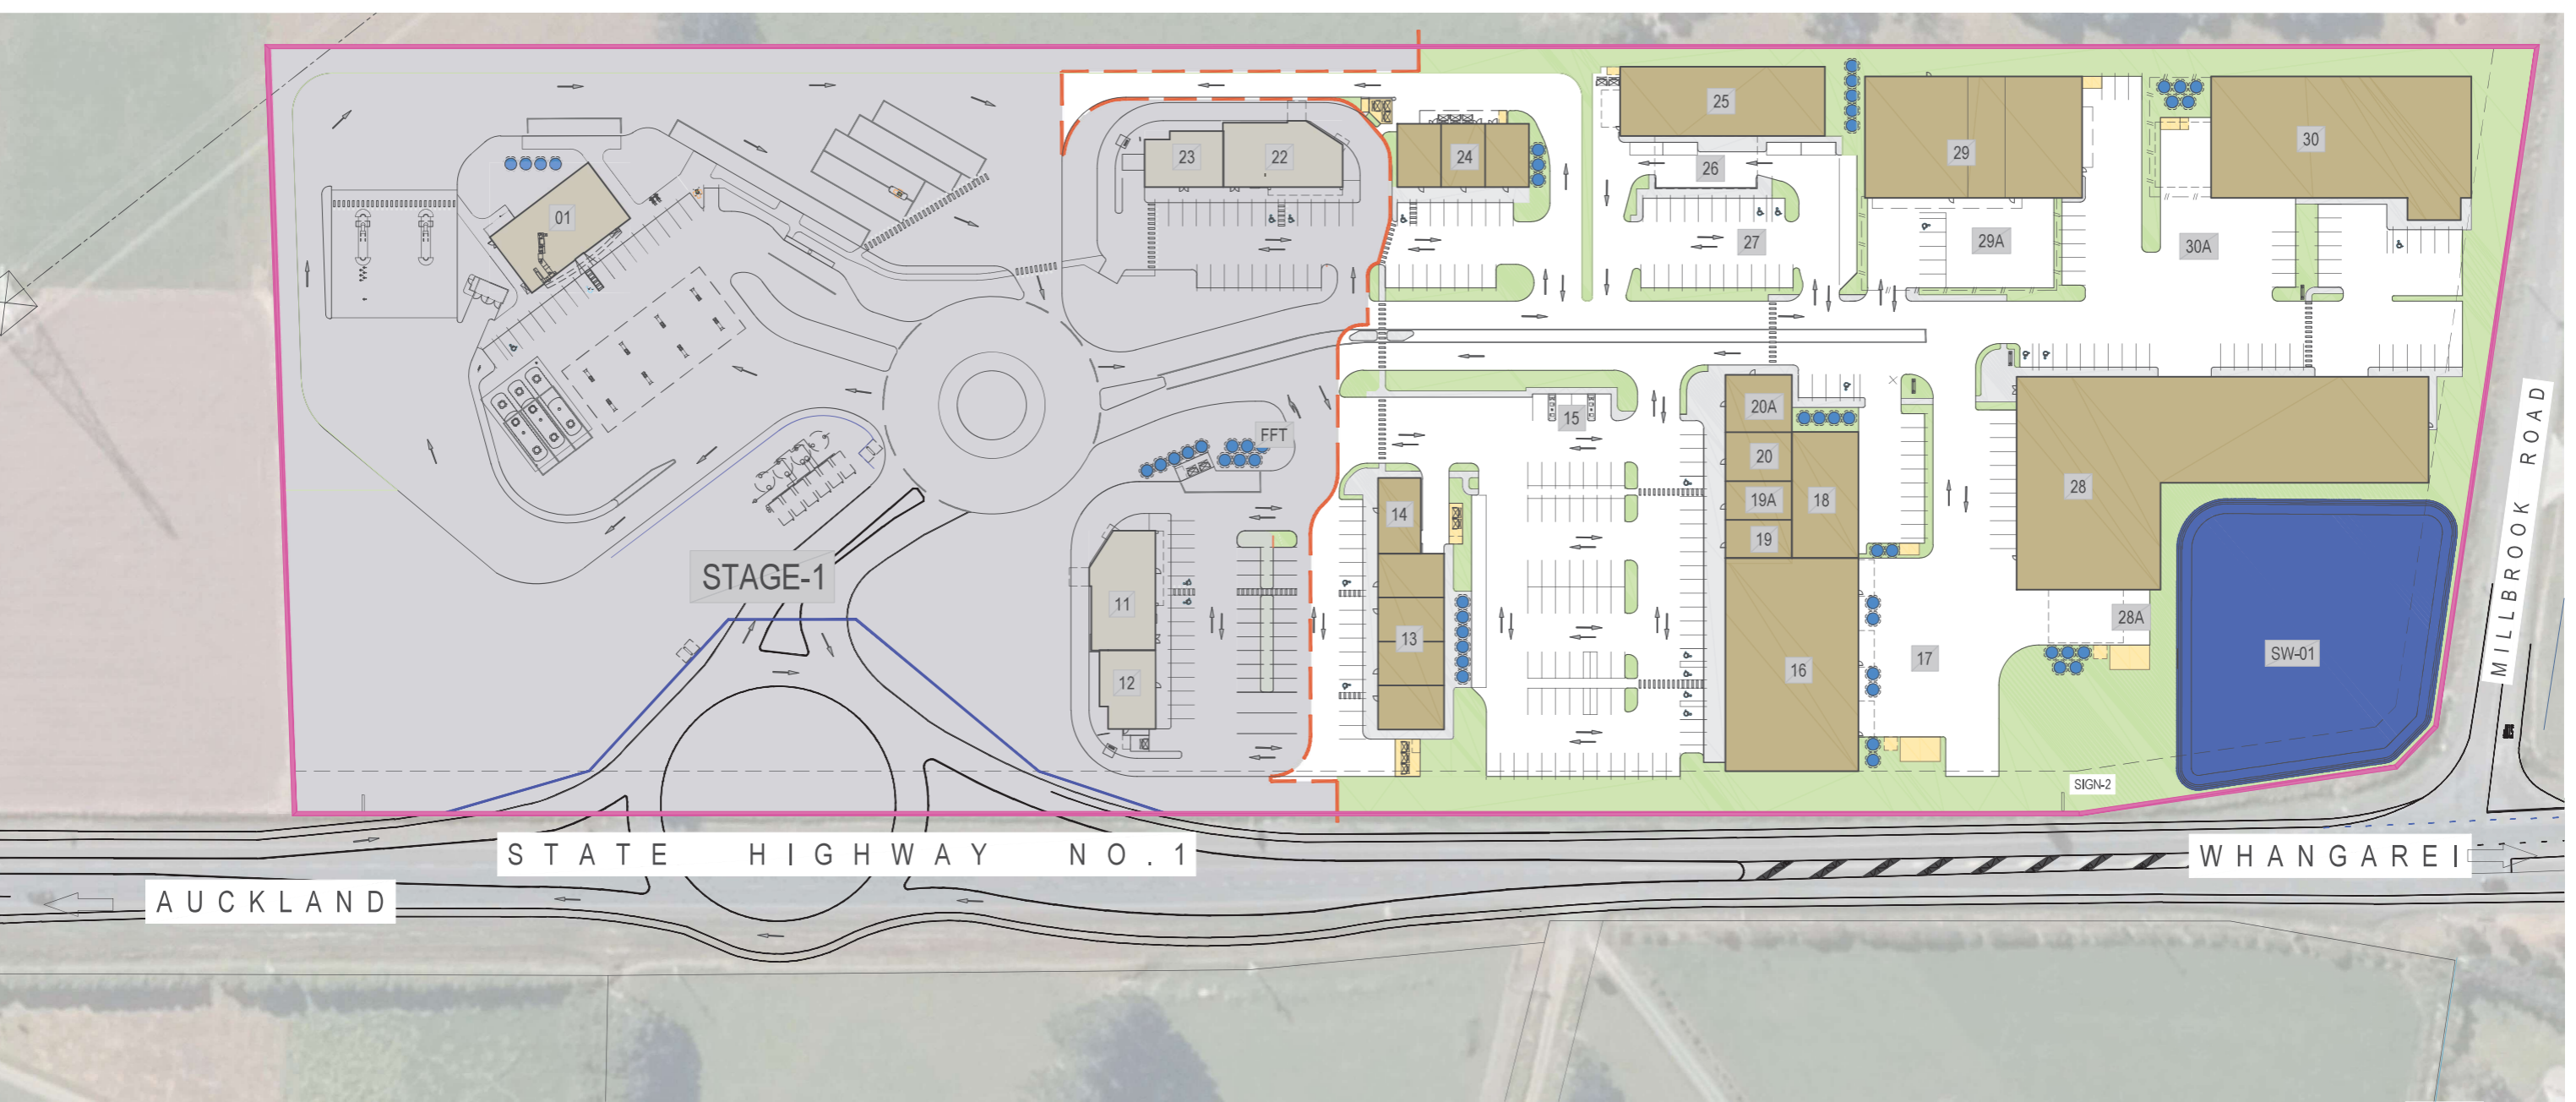 25
23
22
24
29
30
26
01
27
29A
30A
20A
15
FFT
20
28
14
19A
18
19
STAGE-1
11
28A
13
SW-01
17
16
12
SIGN-2
MILLBROOK ROAD
STATE HIGHWAY NO.1
WHANGAREI
AUCKLAND